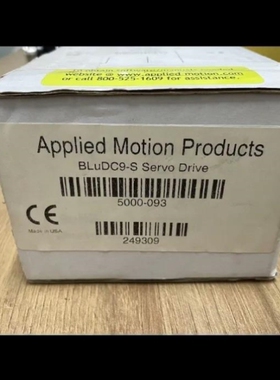 website @ www.applied-motion.com
or call 800-525-1609 for assistance.
Applied Motion Products
BLuDC9-S Servo Drive
5000-093
CE
Made in USA
249309